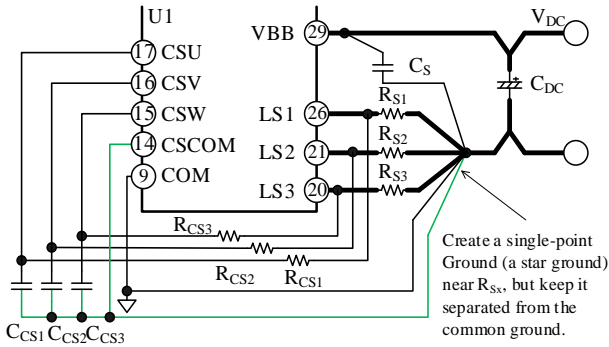 U1
17 CSU
16 CSV
15 CSW
14 CSCOM
9 COM
VBB 29
LS1 26
LS2 21
LS3 20
VDC
CS
CDC
RS1
RS2
RS3
RCS3
RCS2
RCS1
CCS1
CCS2
CCS3
Create a single-point
Ground (a star ground)
near RSx, but keep it
separated from the
common ground.